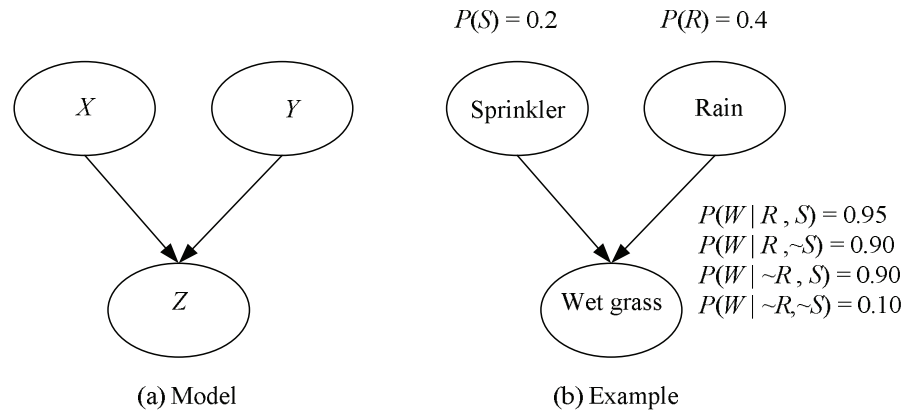 P(S) = 0.2
P(R) = 0.4
X
Y
Sprinkler
Rain
P(W | R , S) = 0.95
P(W | R ,~S) = 0.90
P(W | ~R , S) = 0.90
P(W | ~R,~S) = 0.10
Z
Wet grass
(a) Model
(b) Example